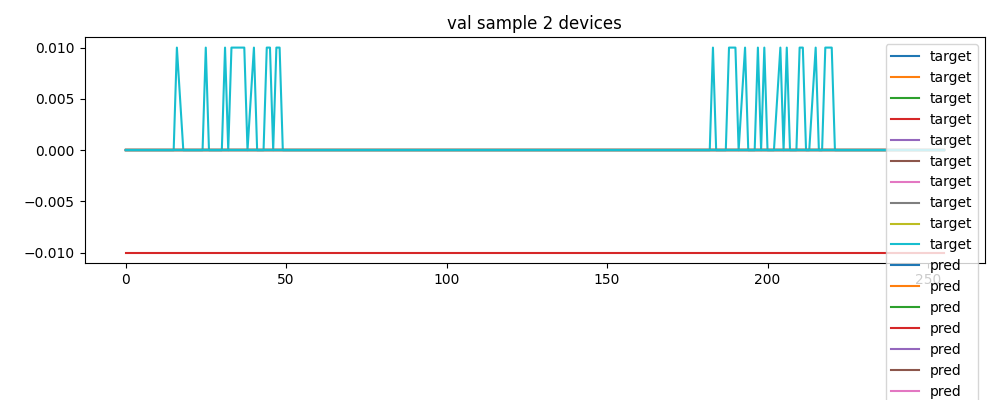 val sample 2 devices
0.010
0.005
0.000
−0.005
−0.010
0
50
100
150
200
250
target
target
target
target
target
target
target
target
target
target
pred
pred
pred
pred
pred
pred
pred